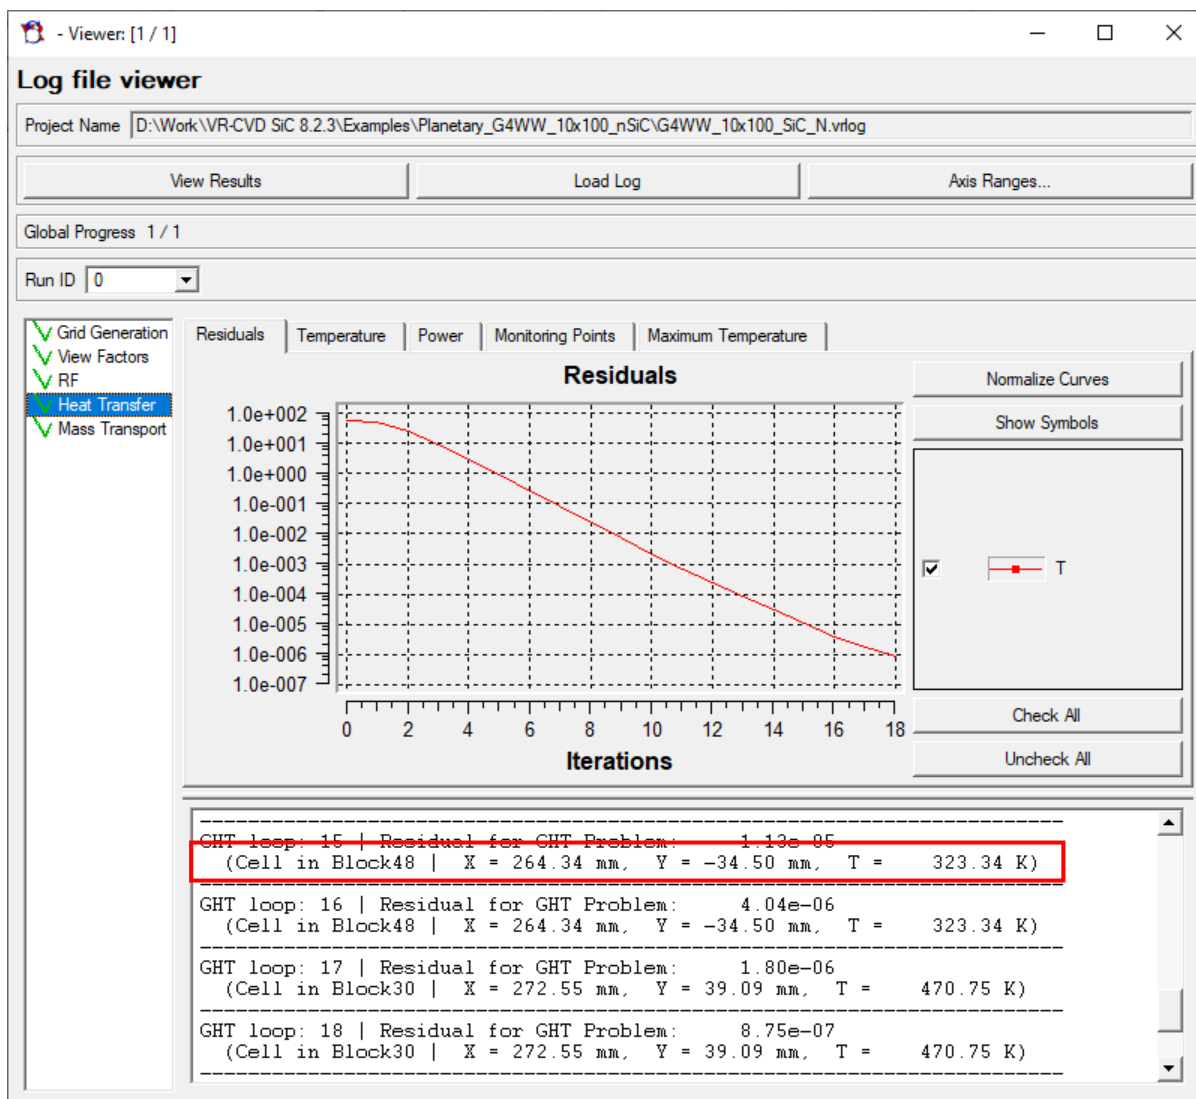 - Viewer: [1 / 1]
Log file viewer
Project Name D:\Work\VR-CVD SiC 8.2.3\Examples\Planetary_G4WW_10x100_nSiC\G4WW_10x100_SiC_N.vrlog
View Results Load Log Axis Ranges...
Global Progress 1 / 1
Run ID 0
Grid Generation
View Factors
RF
Heat Transfer
Mass Transport
Residuals Temperature Power Monitoring Points Maximum Temperature
Residuals
1.0e+002
1.0e+001
1.0e+000
1.0e-001
1.0e-002
1.0e-003
1.0e-004
1.0e-005
1.0e-006
1.0e-007
0 2 4 6 8 10 12 14 16 18
Iterations
Normalize Curves
Show Symbols
T
Check All
Uncheck All
GHT loop: 15 | Residual for GHT Problem: 1.13e-05
(Cell in Block48 | X = 264.34 mm, Y = -34.50 mm, T = 323.34 K)
GHT loop: 16 | Residual for GHT Problem: 4.04e-06
(Cell in Block48 | X = 264.34 mm, Y = -34.50 mm, T = 323.34 K)
GHT loop: 17 | Residual for GHT Problem: 1.80e-06
(Cell in Block30 | X = 272.55 mm, Y = 39.09 mm, T = 470.75 K)
GHT loop: 18 | Residual for GHT Problem: 8.75e-07
(Cell in Block30 | X = 272.55 mm, Y = 39.09 mm, T = 470.75 K)